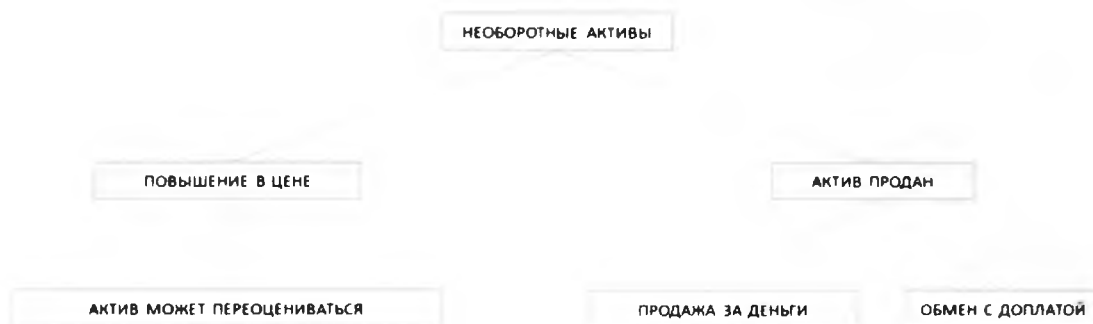 НЕОБОРОТНЫЕ АКТИВЫ
ПОВЫШЕНИЕ В ЦЕНЕ
АКТИВ ПРОДАН
АКТИВ МОЖЕТ ПЕРЕОЦЕНИВАТЬСЯ
ПРОДАЖА ЗА ДЕНЬГИ
ОБМЕН С ДОПЛАТОЙ